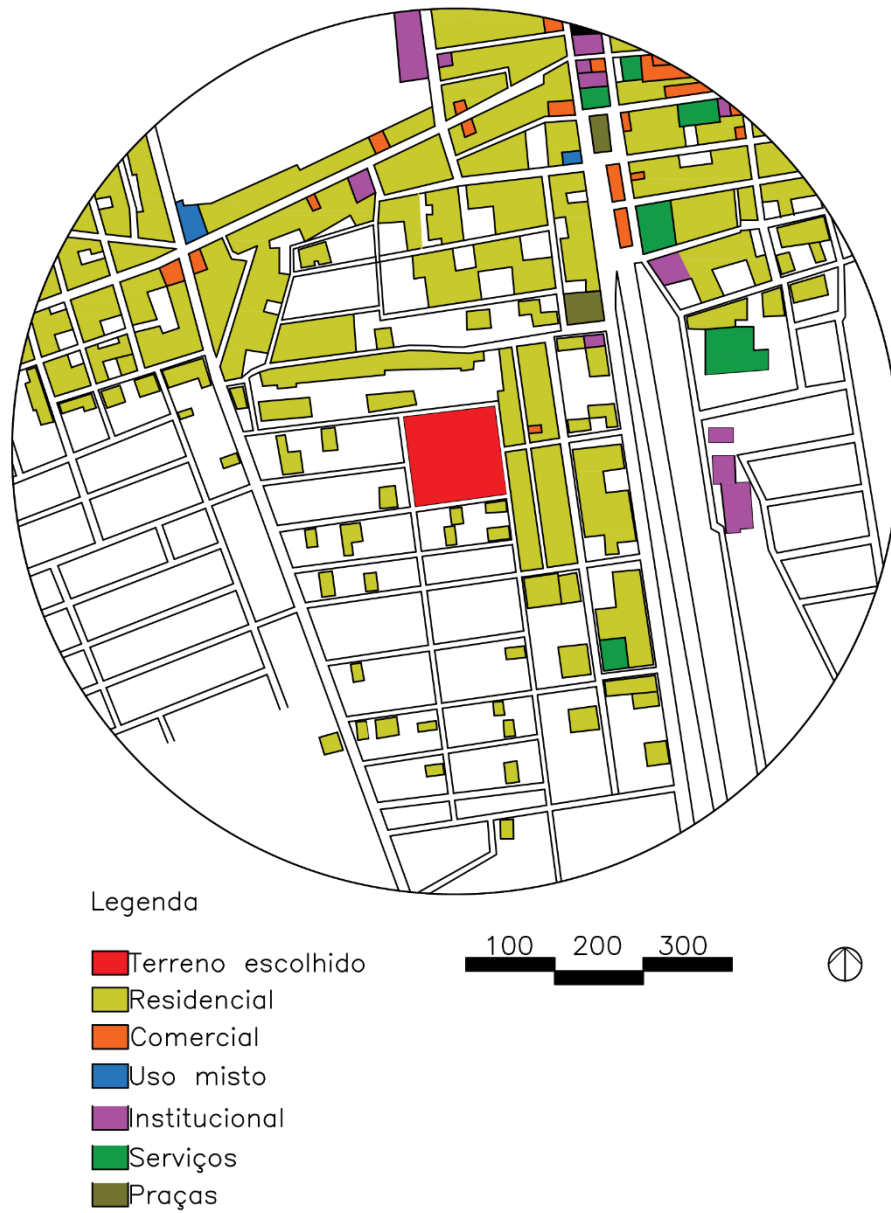 Legenda
100 200 300
Terreno escolhido
Residencial
Comercial
Uso misto
Institucional
Serviços
Praças